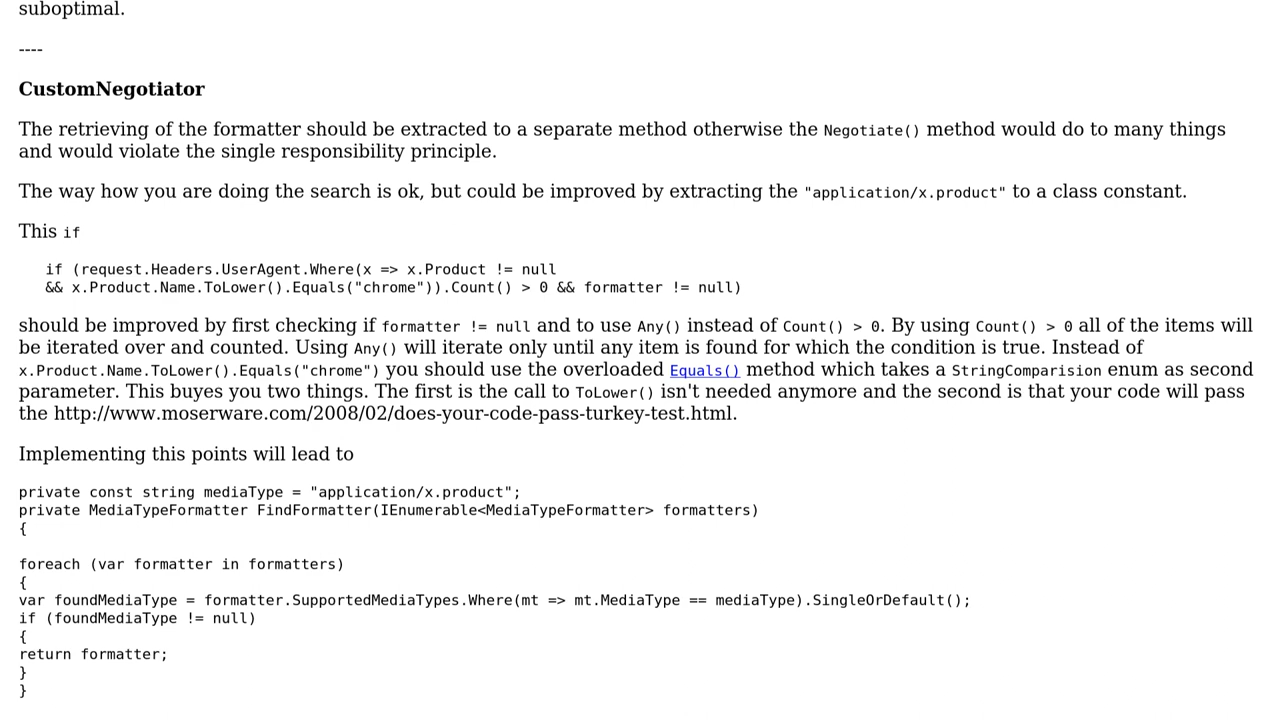 suboptimal.
----
CustomNegotiator
The retrieving of the formatter should be extracted to a separate method otherwise the Negotiate() method would do to many things
and would violate the single responsibility principle.
The way how you are doing the search is ok, but could be improved by extracting the "application/x.product" to a class constant.
This if
if (request.Headers.UserAgent.Where(x => x.Product != null
&& x.Product.Name.ToLower().Equals("chrome")).Count() > 0 && formatter != null)
should be improved by first checking if formatter != null and to use Any() instead of Count() > 0. By using Count() > 0 all of the items will
be iterated over and counted. Using Any() will iterate only until any item is found for which the condition is true. Instead of
x.Product.Name.ToLower().Equals("chrome") you should use the overloaded Equals() method which takes a StringComparision enum as second
parameter. This buyes you two things. The first is the call to ToLower() isn't needed anymore and the second is that your code will pass
the http://www.moserware.com/2008/02/does-your-code-pass-turkey-test.html.
Implementing this points will lead to
private const string mediaType = "application/x.product";
private MediaTypeFormatter FindFormatter(IEnumerable<MediaTypeFormatter> formatters)
{
foreach (var formatter in formatters)
{
var foundMediaType = formatter.SupportedMediaTypes.Where(mt => mt.MediaType == mediaType).SingleOrDefault();
if (foundMediaType != null)
{
return formatter;
}
}